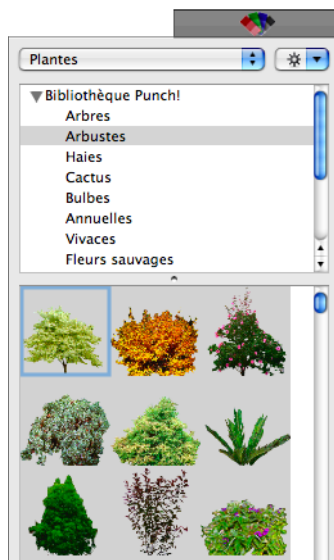 Plantes
Bibliothèque Punch!
Arbres
Arbustes
Haies
Cactus
Bulbes
Annuelles
Vivaces
Fleurs sauvages